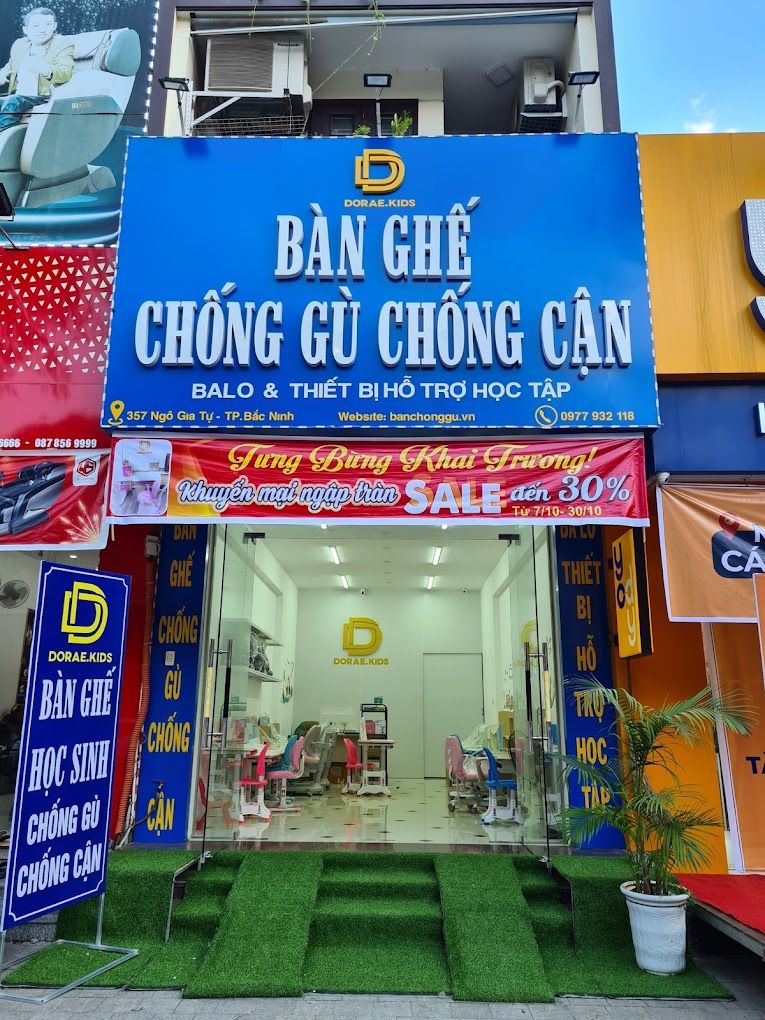 DORAE.KIDS
BÀN GHẾ
CHỐNG GÙ CHỐNG CẬN
BALO & THIẾT BỊ HỖ TRỢ HỌC TẬP
357 Ngô Gia Tự - TP.Bắc Ninh
Website: banchonggu.vn
0977 932 118
6666 - 087 856 9999
Tưng Bừng Khai Trương!
Khuyến mại ngập tràn SALE đến 30%
Từ 7/10- 30/10
DORAE.KIDS
BÀN GHẾ
HỌC SINH
CHỐNG GÙ
CHỐNG CẬN
BÀN
GHẾ
CHỐNG
GÙ
CHỐNG
CẬN
DORAE.KIDS
BA LÔ
THIẾT
BỊ
HỖ
TRỢ
HỌC
TẬP